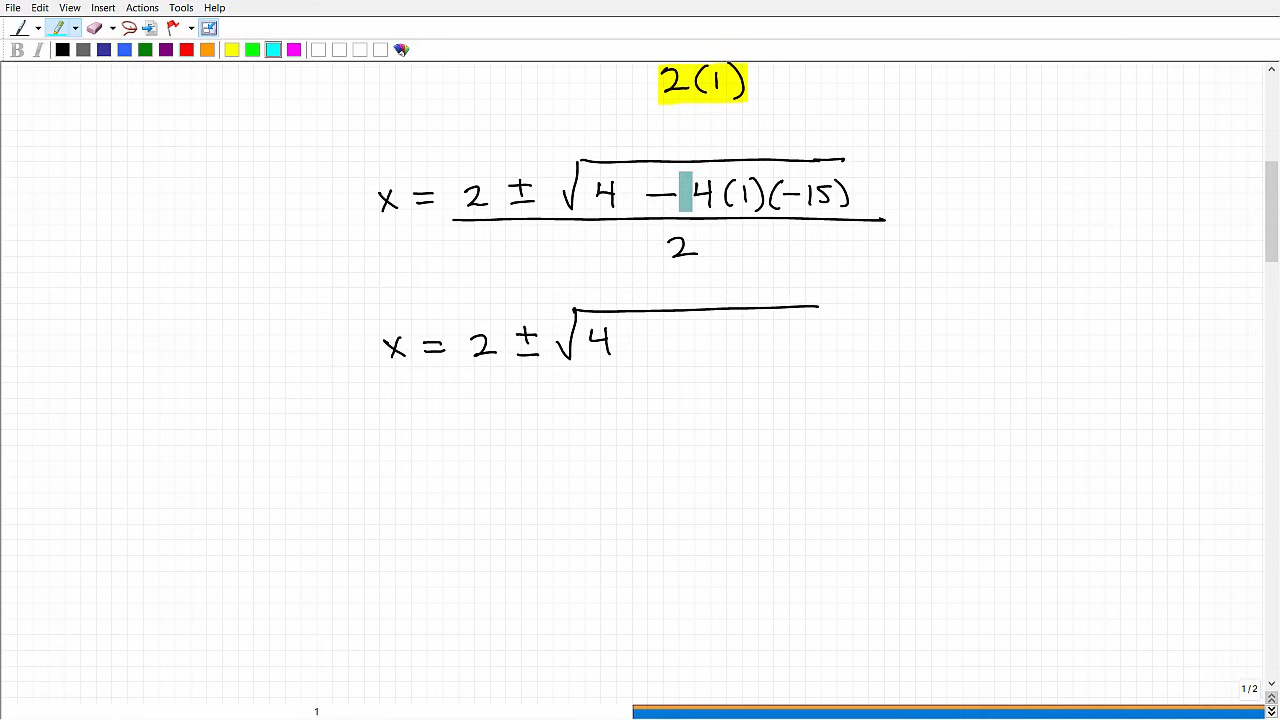 File Edit View Insert Actions Tools Help
B I
2(1)
x = 2 ± √4 − 4(1)(−15)
2
x = 2 ± √4
1/2
1